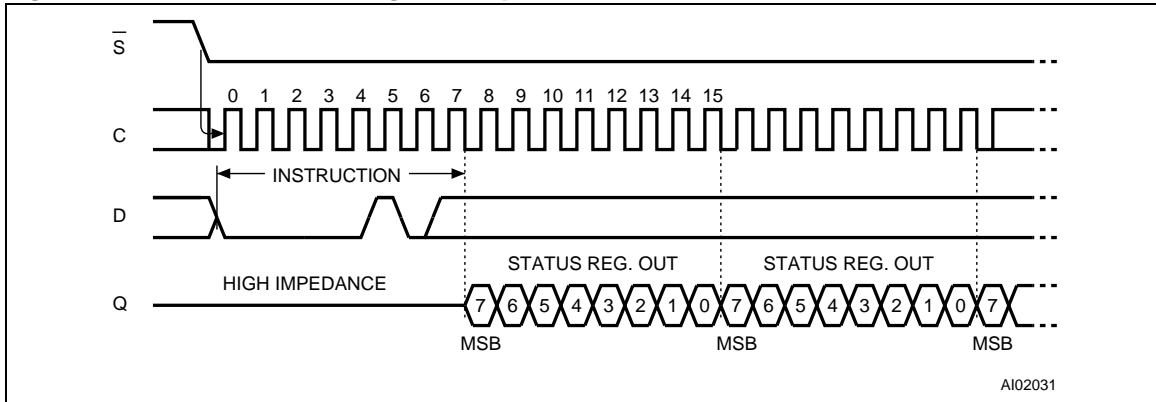 S
0 1 2 3 4 5 6 7 8 9 10 11 12 13 14 15
C
INSTRUCTION
D
STATUS REG. OUT STATUS REG. OUT
HIGH IMPEDANCE
Q 7 6 5 4 3 2 1 0 7 6 5 4 3 2 1 0 7
MSB MSB MSB
AI02031